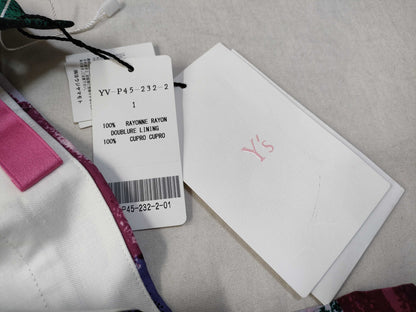 YV-P45-232-2
1
100% RAYONNE RAYON
DOUBLURE LINING
100% CUPRO CUPRO
P45-232-2-01
Y's